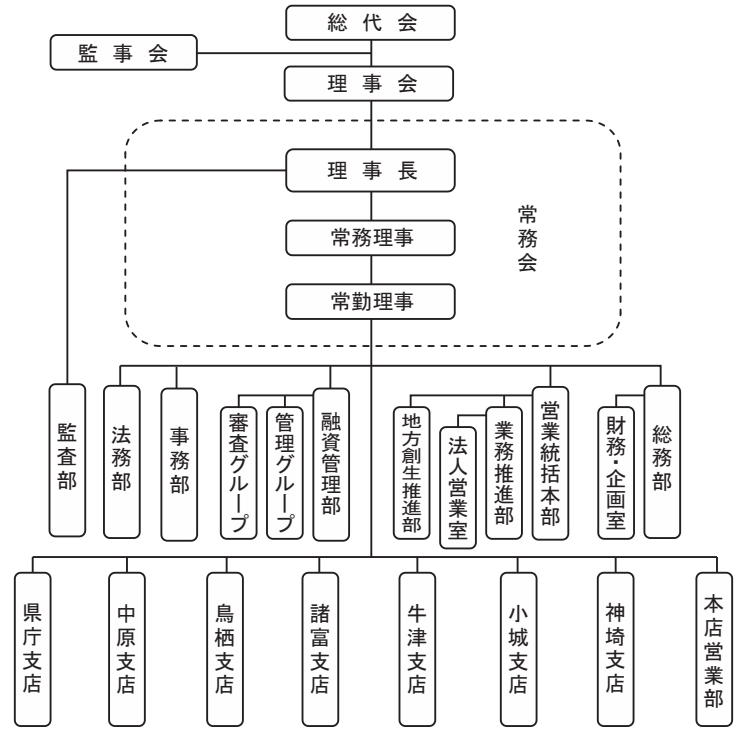 総代会
監事会
理事会
理事長
常務理事
常勤理事
常務会
監査部
法務部
事務部
審査グループ
管理グループ
融資管理部
地方創生推進部
法人営業室
業務推進部
営業統括本部
財務・企画室
総務部
県庁支店
中原支店
鳥栖支店
諸富支店
牛津支店
小城支店
神埼支店
本店営業部